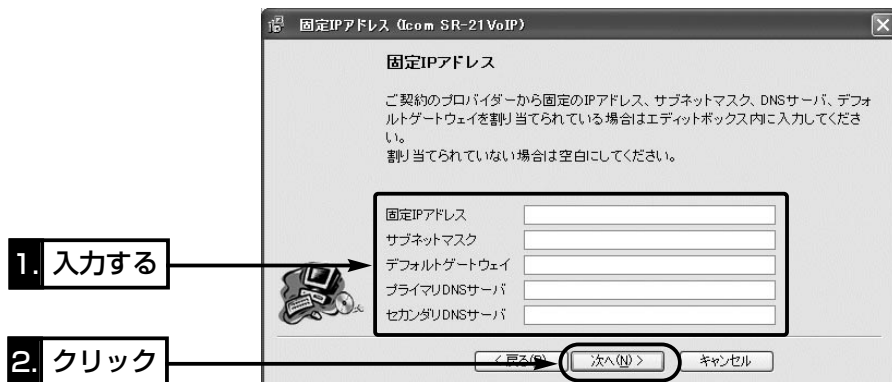 固定IPアドレス (Icom SR-21VoIP)
固定IPアドレス
ご契約のプロバイダーから固定のIPアドレス、サブネットマスク、DNSサーバ、デフォ
ルトゲートウェイを割り当てられている場合はエディットボックス内に入力してくださ
い。
割り当てられていない場合は空白にしてください。
固定IPアドレス
サブネットマスク
デフォルトゲートウェイ
プライマリDNSサーバ
セカンダリDNSサーバ
1. 入力する
2. クリック
< 戻る(B)
次へ(N) >
キャンセル